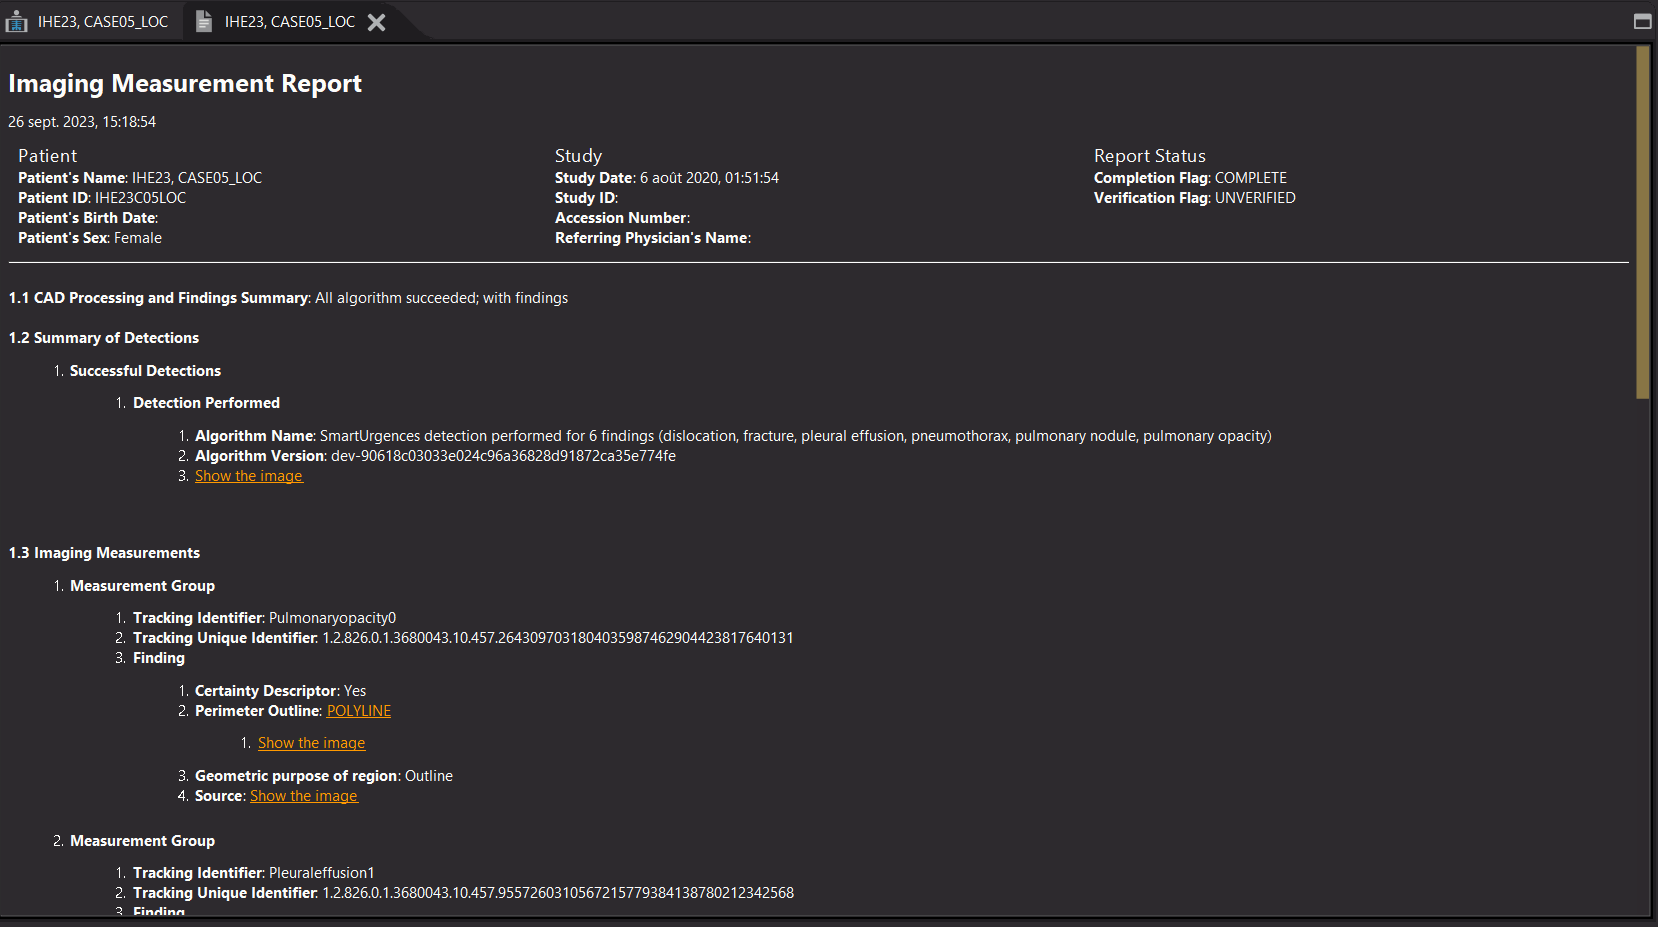 IHE23, CASE05_LOC
IHE23, CASE05_LOC
Imaging Measurement Report
26 sept. 2023, 15:18:54
Patient
Patient's Name: IHE23, CASE05_LOC
Patient ID: IHE23C05LOC
Patient's Birth Date:
Patient's Sex: Female
Study
Study Date: 6 août 2020, 01:51:54
Study ID:
Accession Number:
Referring Physician's Name:
Report Status
Completion Flag: COMPLETE
Verification Flag: UNVERIFIED
1.1 CAD Processing and Findings Summary: All algorithm succeeded; with findings
1.2 Summary of Detections
1. Successful Detections
1. Detection Performed
1. Algorithm Name: SmartUrgences detection performed for 6 findings (dislocation, fracture, pleural effusion, pneumothorax, pulmonary nodule, pulmonary opacity)
2. Algorithm Version: dev-90618c03033e024c96a36828d91872ca35e774fe
3. Show the image
1.3 Imaging Measurements
1. Measurement Group
1. Tracking Identifier: Pulmonaryopacity0
2. Tracking Unique Identifier: 1.2.826.0.1.3680043.10.457.264309703180403598746290442381764​0131
3. Finding
1. Certainty Descriptor: Yes
2. Perimeter Outline: POLYLINE
1. Show the image
3. Geometric purpose of region: Outline
4. Source: Show the image
2. Measurement Group
1. Tracking Identifier: Pleuraleffusion1
2. Tracking Unique Identifier: 1.2.826.0.1.3680043.10.457.95572603105672157793841387802​12342568
3. Finding